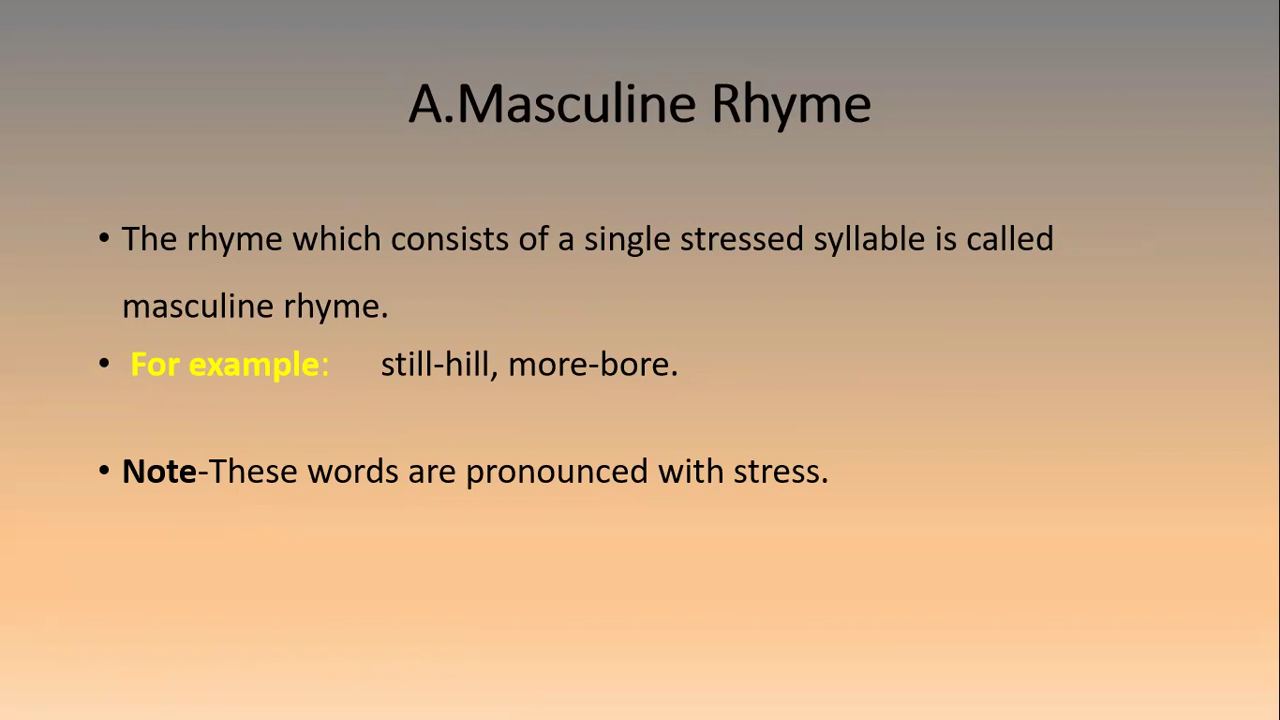 A.Masculine Rhyme
• The rhyme which consists of a single stressed syllable is called
masculine rhyme.
• For example: still-hill, more-bore.
• Note-These words are pronounced with stress.